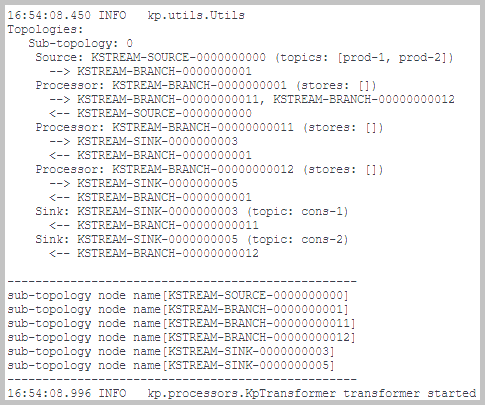 16:54:08.450 INFO   kp.utils.Utils
Topologies:
   Sub-topology: 0
    Source: KSTREAM-SOURCE-0000000000 (topics: [prod-1, prod-2])
      --> KSTREAM-BRANCH-0000000001
    Processor: KSTREAM-BRANCH-0000000001 (stores: [])
      --> KSTREAM-BRANCH-00000000011, KSTREAM-BRANCH-00000000012
      <-- KSTREAM-SOURCE-0000000000
    Processor: KSTREAM-BRANCH-00000000011 (stores: [])
      --> KSTREAM-SINK-0000000003
      <-- KSTREAM-BRANCH-0000000001
    Processor: KSTREAM-BRANCH-00000000012 (stores: [])
      --> KSTREAM-SINK-0000000005
      <-- KSTREAM-BRANCH-0000000001
    Sink: KSTREAM-SINK-0000000003 (topic: cons-1)
      <-- KSTREAM-BRANCH-00000000011
    Sink: KSTREAM-SINK-0000000005 (topic: cons-2)
      <-- KSTREAM-BRANCH-00000000012
--------------------------------------------------
sub-topology node name[KSTREAM-SOURCE-0000000000]
sub-topology node name[KSTREAM-BRANCH-0000000001]
sub-topology node name[KSTREAM-BRANCH-00000000011]
sub-topology node name[KSTREAM-BRANCH-00000000012]
sub-topology node name[KSTREAM-SINK-0000000003]
sub-topology node name[KSTREAM-SINK-0000000005]
--------------------------------------------------
16:54:08.996 INFO   kp.processors.KpTransformer transformer started